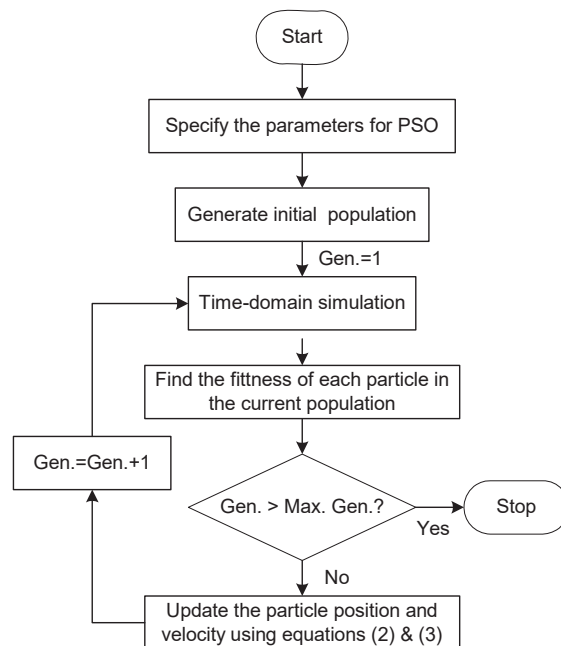 Start
Specify the parameters for PSO
Generate initial population
Gen.=1
Time-domain simulation
Find the fittness of each particle in
the current population
Gen.=Gen.+1
Gen. > Max. Gen.?
Stop
Yes
No
Update the particle position and
velocity using equations (2) & (3)